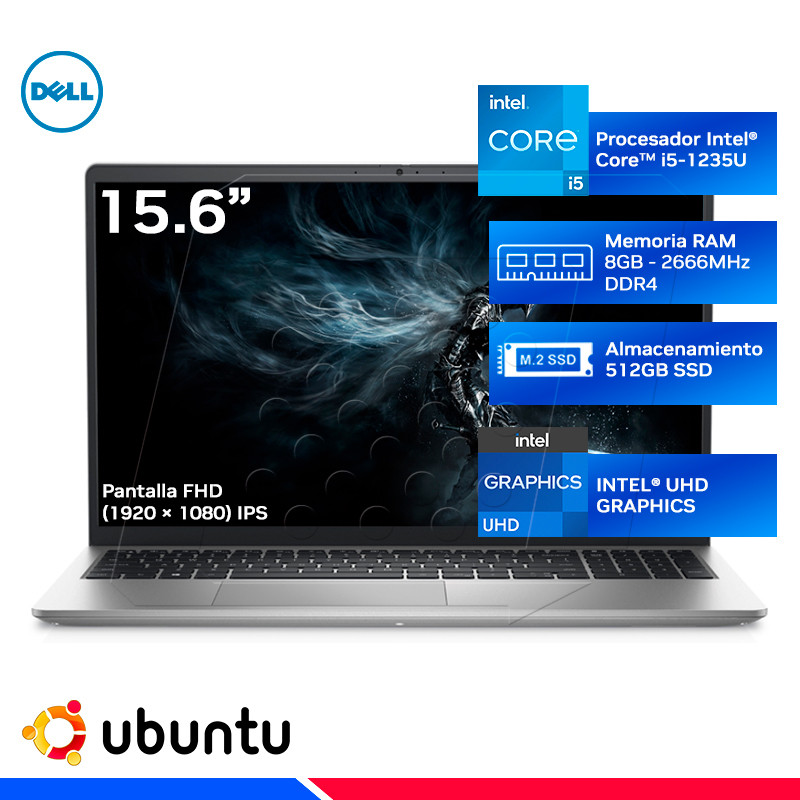 DELL
intel.
CORE
i5
Procesador Intel®
Core™ i5-1235U
15.6”
Memoria RAM
8GB - 2666MHz
DDR4
M.2 SSD
Almacenamiento
512GB SSD
intel
GRAPHICS
UHD
INTEL® UHD
GRAPHICS
Pantalla FHD
(1920 × 1080) IPS
ubuntu